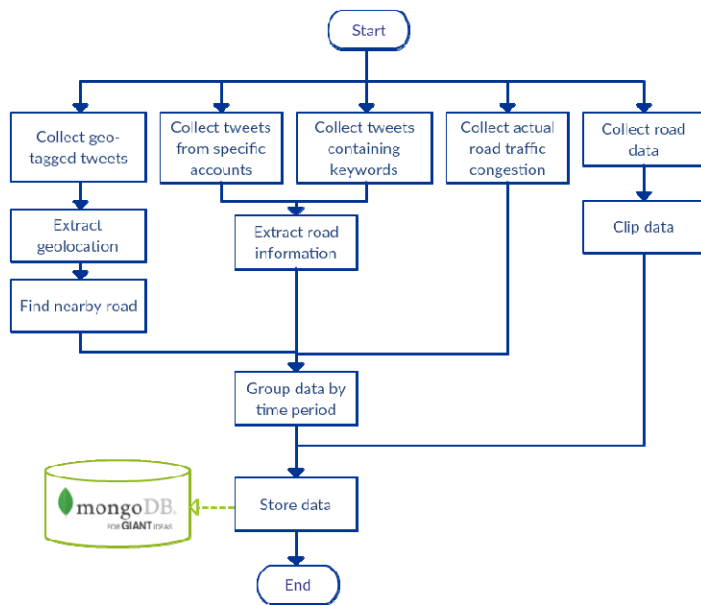 Start
Collect geo-
tagged tweets
Collect tweets
from specific
accounts
Collect tweets
containing
keywords
Collect actual
road traffic
congestion
Collect road
data
Extract
geolocation
Extract road
information
Clip data
Find nearby road
Group data by
time period
mongoDB.
FOR GIANT IDEAS
Store data
End